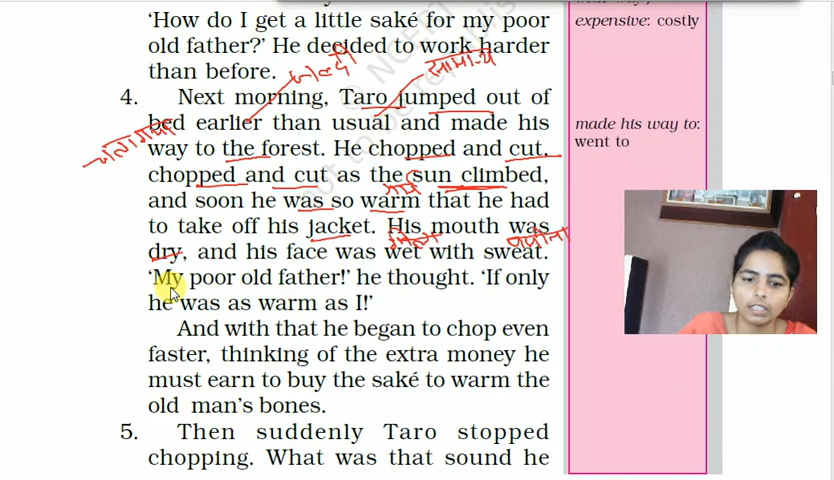 'How do I get a little saké for my poor
old father?' He decided to work harder
than before.
4. Next morning, Taro jumped out of
bed earlier than usual and made his
way to the forest. He chopped and cut,
chopped and cut as the sun climbed,
and soon he was so warm that he had
to take off his jacket. His mouth was
dry, and his face was wet with sweat.
'My poor old father!' he thought. 'If only
he was as warm as I!'
And with that he began to chop even
faster, thinking of the extra money he
must earn to buy the saké to warm the
old man's bones.
5. Then suddenly Taro stopped
chopping. What was that sound he
expensive: costly
made his way to:
went to
जल्दी
सामान्य
पसीना